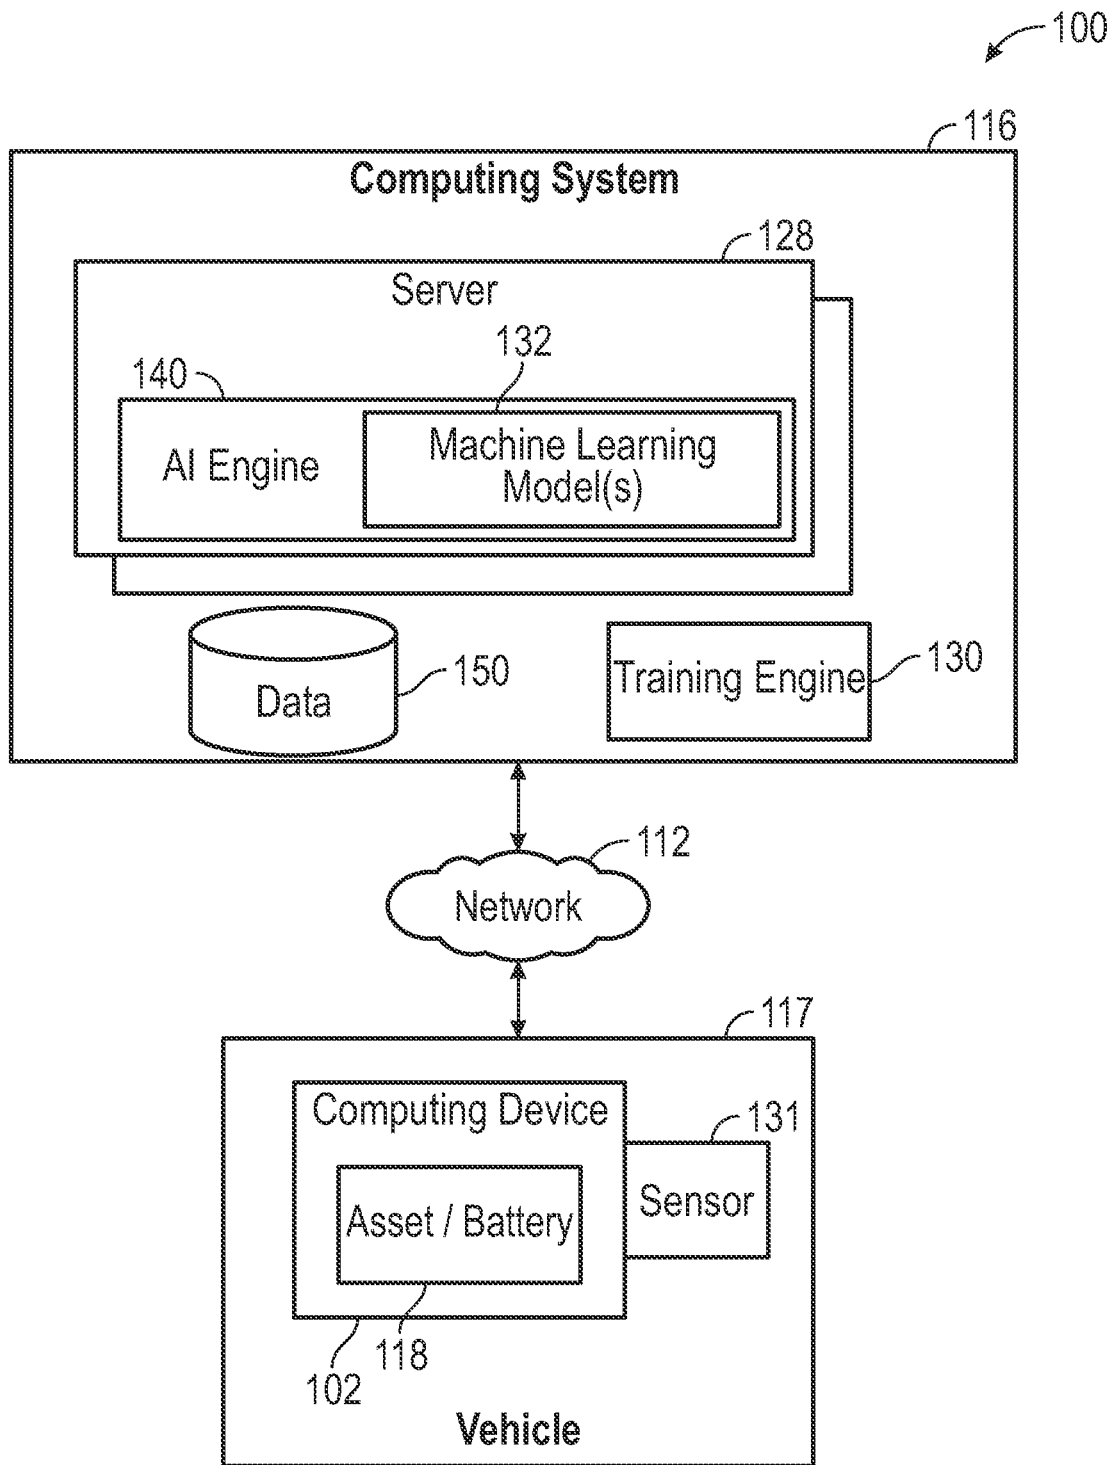 100
116
Computing System
128
Server
132
140
Machine Learning
Model(s)
AI Engine
150
Data
130
Training Engine
112
Network
117
Computing Device
131
Sensor
Asset / Battery
118
102
Vehicle